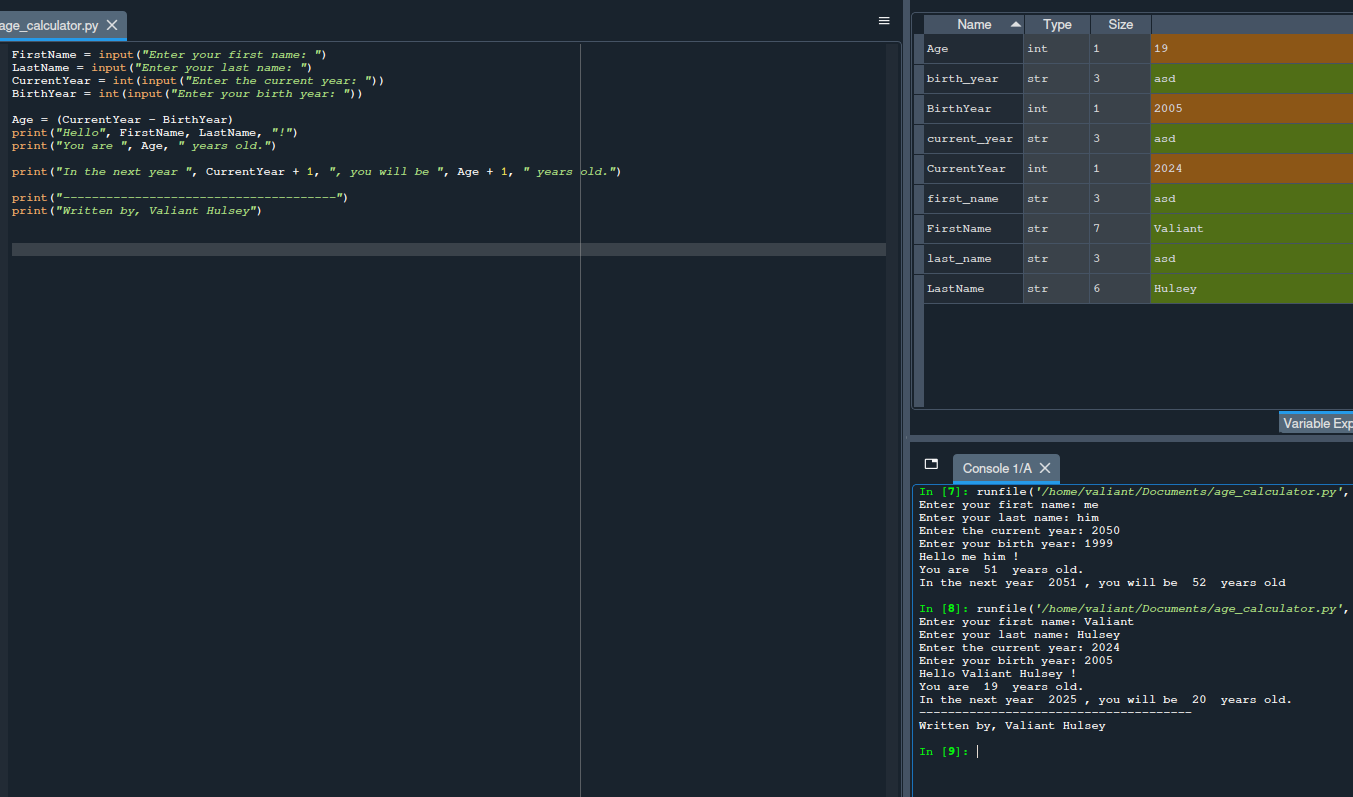 age_calculator.py
FirstName = input("Enter your first name: ")
LastName = input("Enter your last name: ")
CurrentYear = int(input("Enter the current year: "))
BirthYear = int(input("Enter your birth year: "))
Age = (CurrentYear - BirthYear)
print("Hello", FirstName, LastName, "!")
print("You are ", Age, " years old.")
print("In the next year ", CurrentYear + 1, ", you will be ", Age + 1, " years old.")
print("--------------------------------------")
print("Written by, Valiant Hulsey")
Name Type Size
Age int 1 19
birth_year str 3 asd
BirthYear int 1 2005
current_year str 3 asd
CurrentYear int 1 2024
first_name str 3 asd
FirstName str 7 Valiant
last_name str 3 asd
LastName str 6 Hulsey
Variable Exp
Console 1/A
In [7]: runfile('/home/valiant/Documents/age_calculator.py',
Enter your first name: me
Enter your last name: him
Enter the current year: 2050
Enter your birth year: 1999
Hello me him !
You are  51  years old.
In the next year  2051 , you will be  52  years old
In [8]: runfile('/home/valiant/Documents/age_calculator.py',
Enter your first name: Valiant
Enter your last name: Hulsey
Enter the current year: 2024
Enter your birth year: 2005
Hello Valiant Hulsey !
You are  19  years old.
In the next year  2025 , you will be  20  years old.
--------------------------------------
Written by, Valiant Hulsey
In [9]: